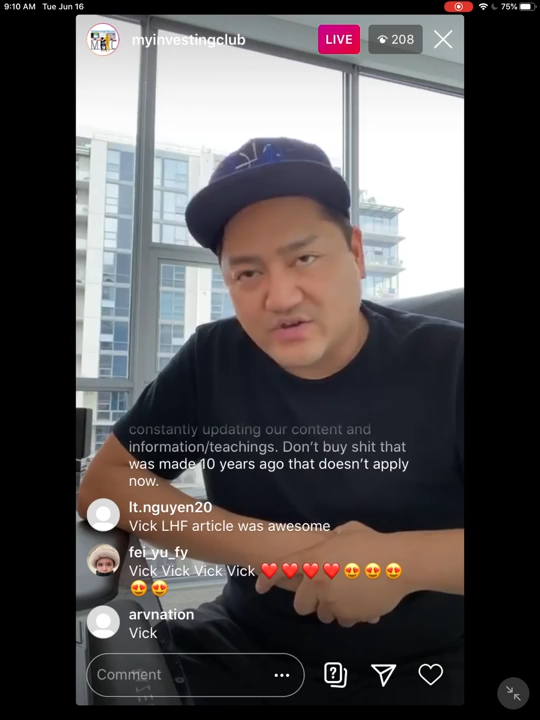 9:10 AM Tue Jun 16
75%
myinvestingclub
LIVE
208
constantly updating our content and
information/teachings. Don’t buy shit that
was made 10 years ago that doesn’t apply
now.
lt.nguyen20
Vick LHF article was awesome
fei_yu_fy
Vick Vick Vick Vick ❤️❤️❤️❤️😍😍😍
😍😍
arvnation
Vick
Comment